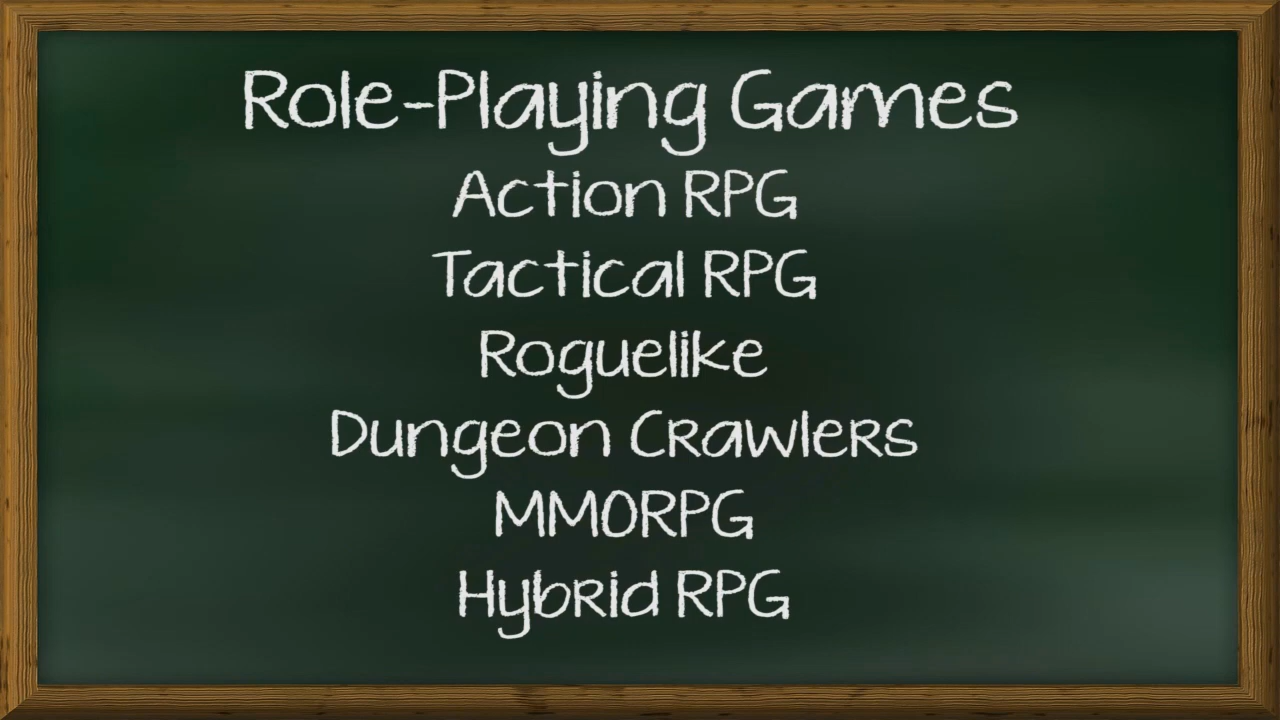 Role-Playing Games
Action RPG
Tactical RPG
Roguelike
Dungeon Crawlers
MMORPG
Hybrid RPG